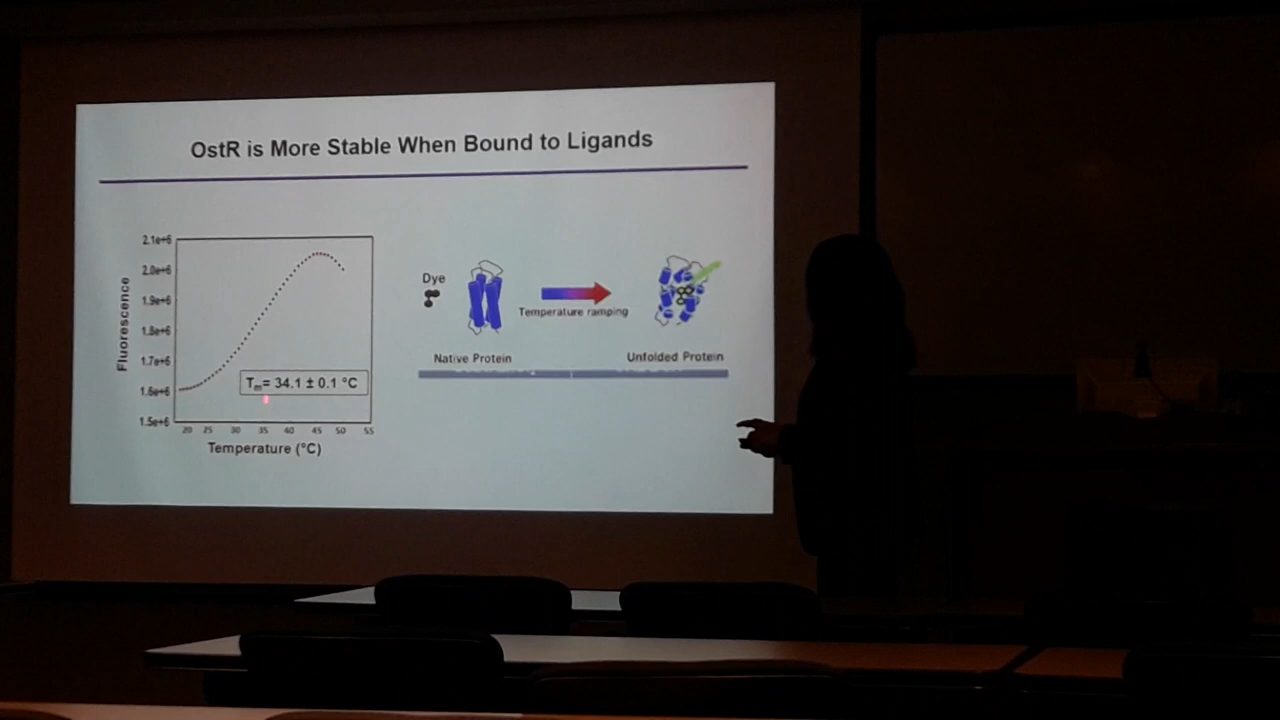 OstR is More Stable When Bound to Ligands
2.1e+6
2.0e+6
1.9e+6
1.8e+6
1.7e+6
1.6e+6
1.5e+6
Fluorescence
Tm= 34.1 ± 0.1 °C
20 25 30 35 40 45 50 55
Temperature (°C)
Dye
Temperature ramping
Native Protein
Unfolded Protein